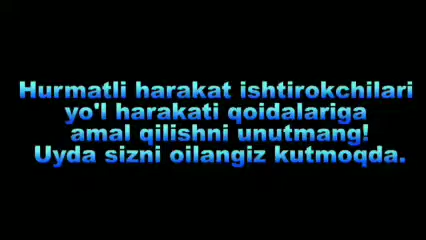 Hurmatli harakat ishtirokchilari
yo'l harakati qoidalariga
amal qilishni unutmang!
Uyda sizni oilangiz kutmoqda.